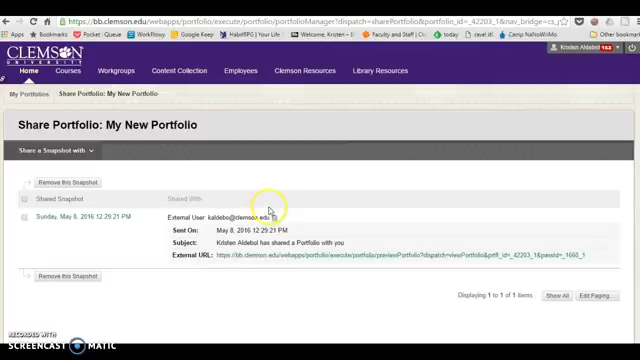 https://bb.clemson.edu/webapps/portfolio/execute/portfolioManager?dispatch=sharePortfolio&portfolio_id=_42203_1&nav_bridge=cs_
Apps Bookmarks Pocket: Queue WorkFlowy Google Keep HabitRPG | Your Life Welcome, Kristen – Faculty and Staff | Cl today ravel it! Camp NaNoWriMo Other bookmarks
CLEMSON
UNIVERSITY
Kristen Aldebol 162
Home Courses Workgroups Content Collection Employees Clemson Resources Library Resources
My Portfolios Share Portfolio: My New Portfolio
Share Portfolio: My New Portfolio
Share a Snapshot with
Remove this Snapshot
Shared Snapshot Shared With
Sunday, May 8, 2016 12:29:21 PM External User: kaldebo@clemson.edu
Sent On: May 8, 2016 12:29:21 PM
Subject: Kristen Aldebol has shared a Portfolio with you
External URL: https://bb.clemson.edu/webapps/portfolio/execute/previewPortfolio?dispatch=viewPortfolio&prtfl_id=_42203_1&passId=_1660_1
Remove this Snapshot
Displaying 1 to 1 of 1 items Show All Edit Paging...
RECORDED WITH
SCREENCAST MATIC